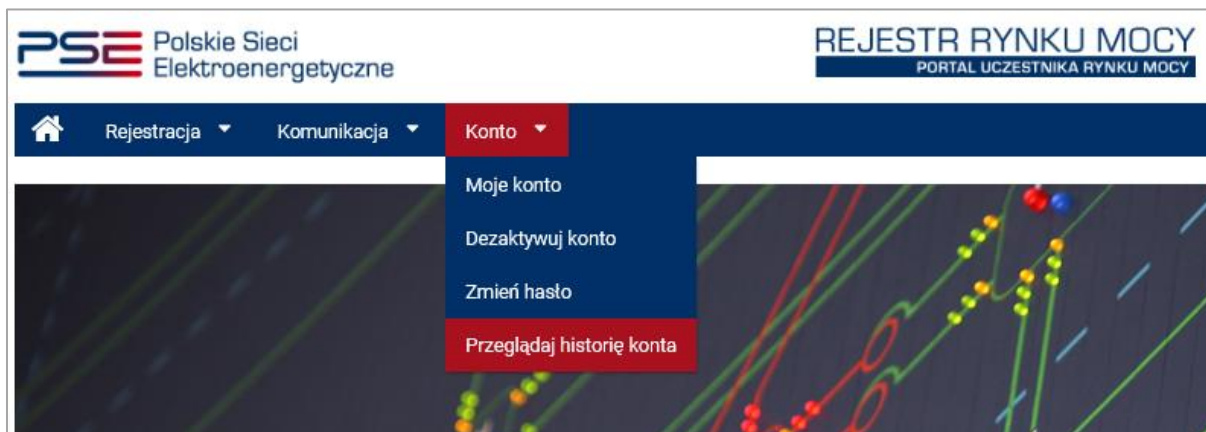 PSE Polskie Sieci
Elektroenergetyczne
REJESTR RYNKU MOCY
PORTAL UCZESTNIKA RYNKU MOCY
Rejestracja Komunikacja Konto
Moje konto
Dezaktywuj konto
Zmień hasło
Przeglądaj historię konta